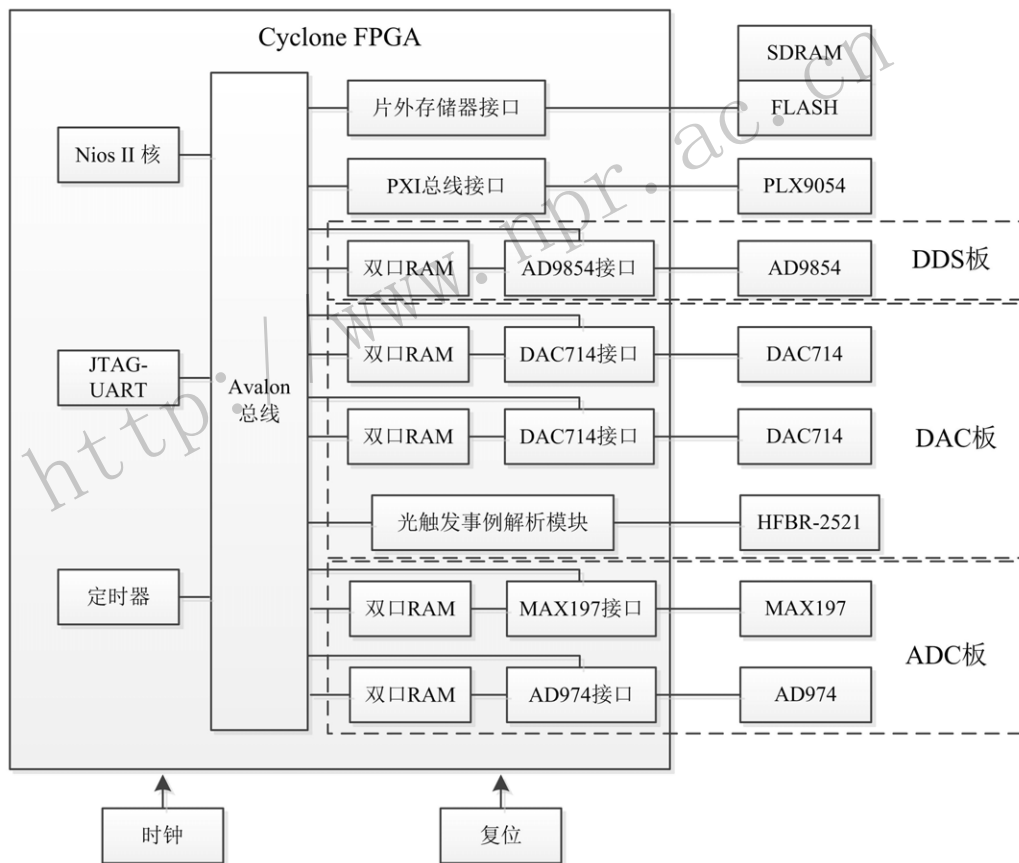 Cyclone FPGA
SDRAM
片外存储器接口
FLASH
Nios II 核
PXI总线接口
PLX9054
双口RAM
AD9854接口
AD9854
DDS板
双口RAM
DAC714接口
DAC714
JTAG-
UART
Avalon
总线
双口RAM
DAC714接口
DAC714
DAC板
光触发事例解析模块
HFBR-2521
定时器
双口RAM
MAX197接口
MAX197
ADC板
双口RAM
AD974接口
AD974
时钟
复位
http://www.npr.ac.cn